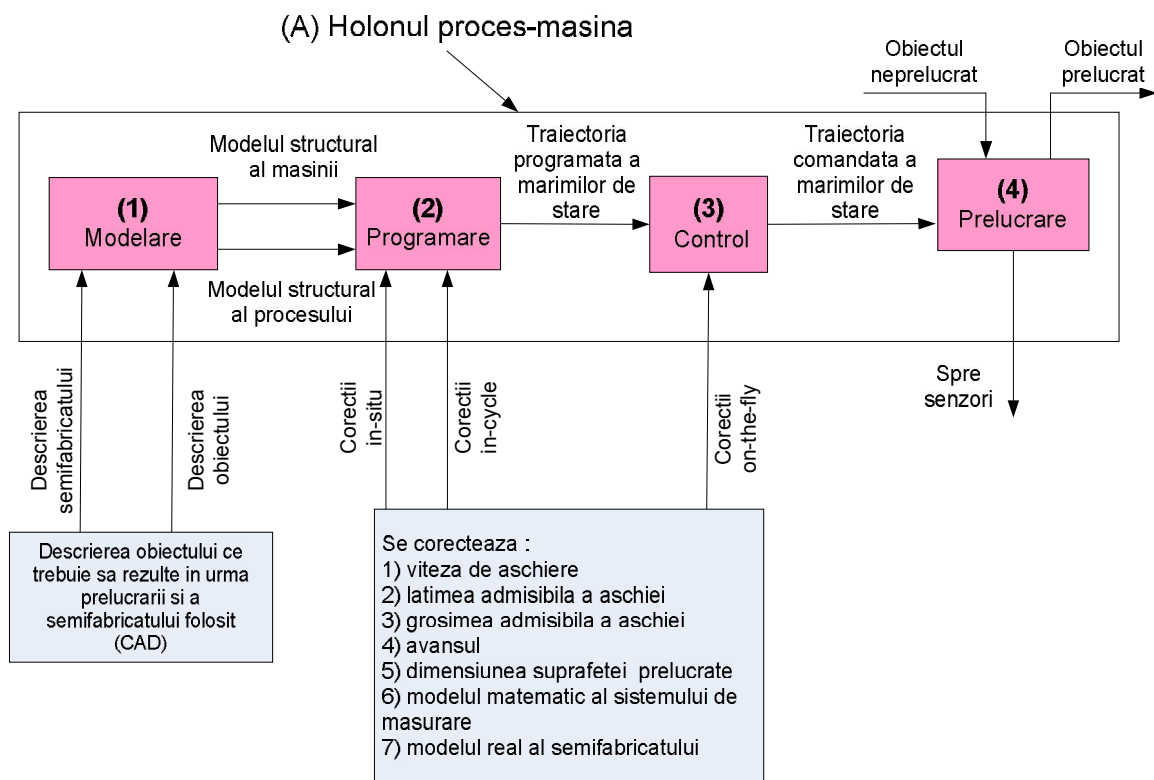 (A) Holonul proces-masina
Obiectul
neprelucrat
Obiectul
prelucrat
Modelul structural
al masinii
Traiectoria
programata a
marimilor de
stare
Traiectoria
comandata a
marimilor de
stare
(1)
Modelare
(2)
Programare
(3)
Control
(4)
Prelucrare
Modelul structural
al procesului
Descrierea
semifabricatului
Descrierea
obiectului
Corectii
in-situ
Corectii
in-cycle
Corectii
on-the-fly
Spre
senzori
Descrierea obiectului ce
trebuie sa rezulte in urma
prelucrarii si a
semifabricatului folosit
(CAD)
Se corecteaza :
1) viteza de aschiere
2) latimea admisibila a aschiei
3) grosimea admisibila a aschiei
4) avansul
5) dimensiunea suprafetei prelucrate
6) modelul matematic al sistemului de
masurare
7) modelul real al semifabricatului